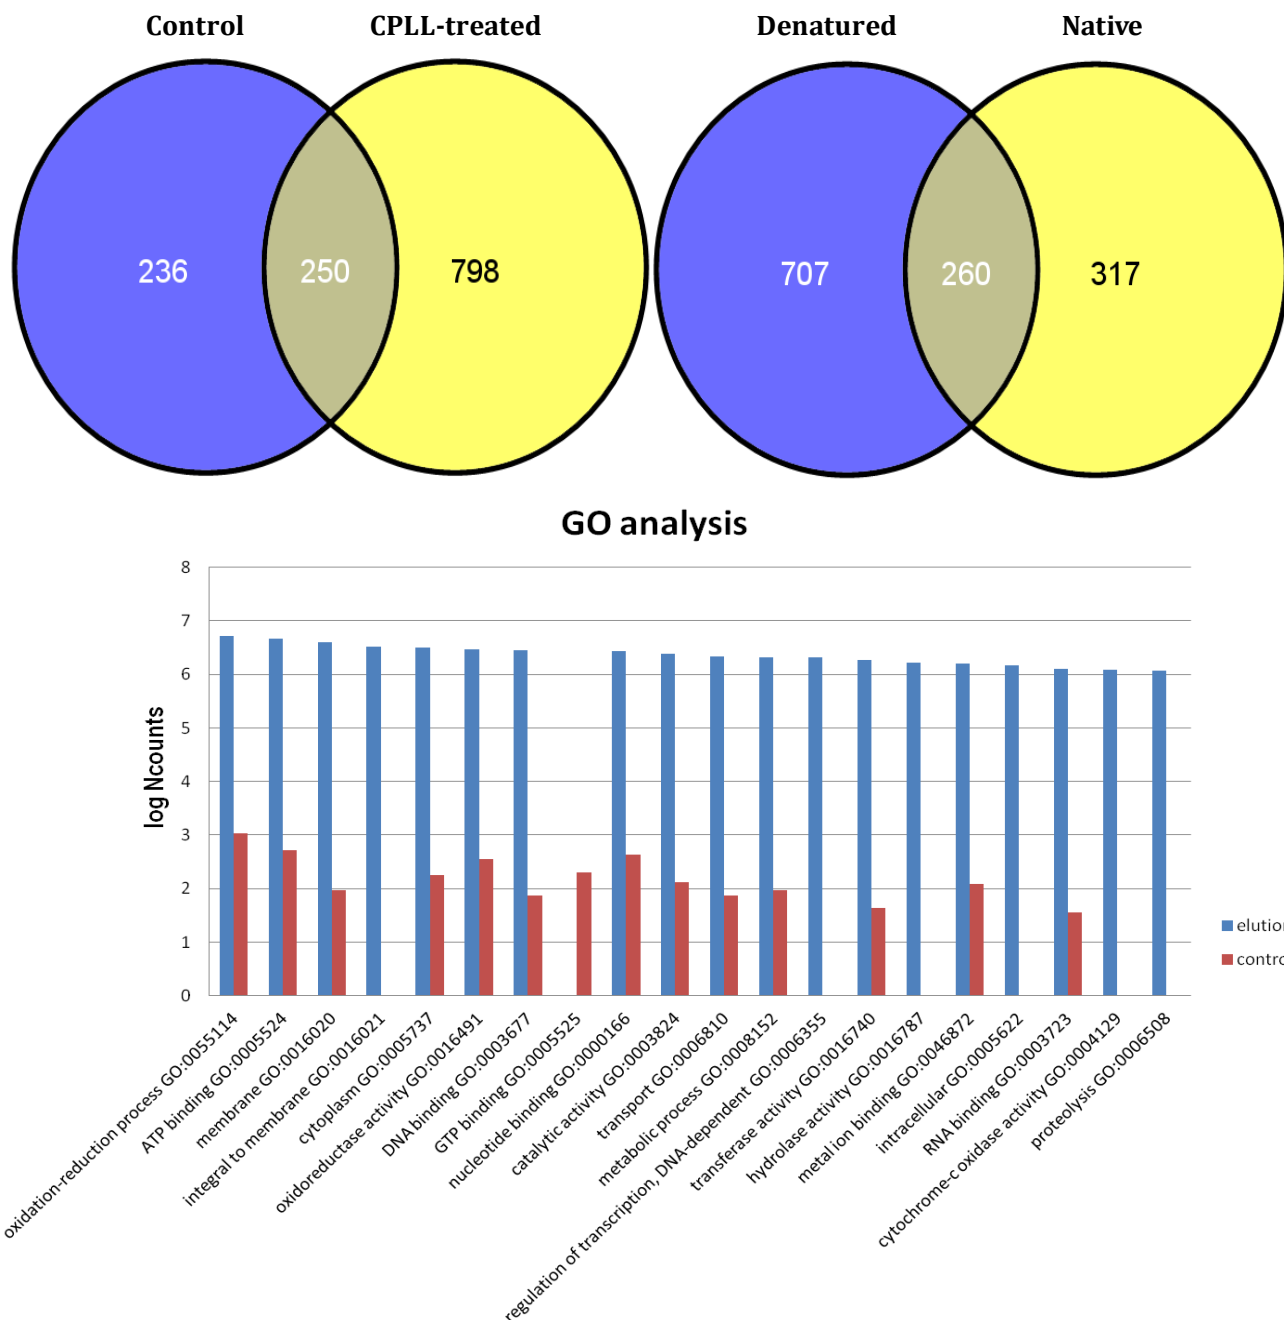 Control CPLL-treated Denatured Native
236 250 798 707 260 317
GO analysis
8
7
6
5
4
3
2
1
0
log Ncounts
elution
control
oxidation-reduction process GO:0055114
ATP binding GO:0005524
membrane GO:0016020
integral to membrane GO:0016021
cytoplasm GO:0005737
oxidoreductase activity GO:0016491
DNA binding GO:0003677
GTP binding GO:0005525
nucleotide binding GO:0000166
catalytic activity GO:0003824
transport GO:0006810
metabolic process GO:0008152
regulation of transcription, DNA-dependent GO:0006355
transferase activity GO:0016740
hydrolase activity GO:0016787
metal ion binding GO:0046872
intracellular GO:0005622
RNA binding GO:0003723
cytochrome-c oxidase activity GO:0004129
proteolysis GO:0006508